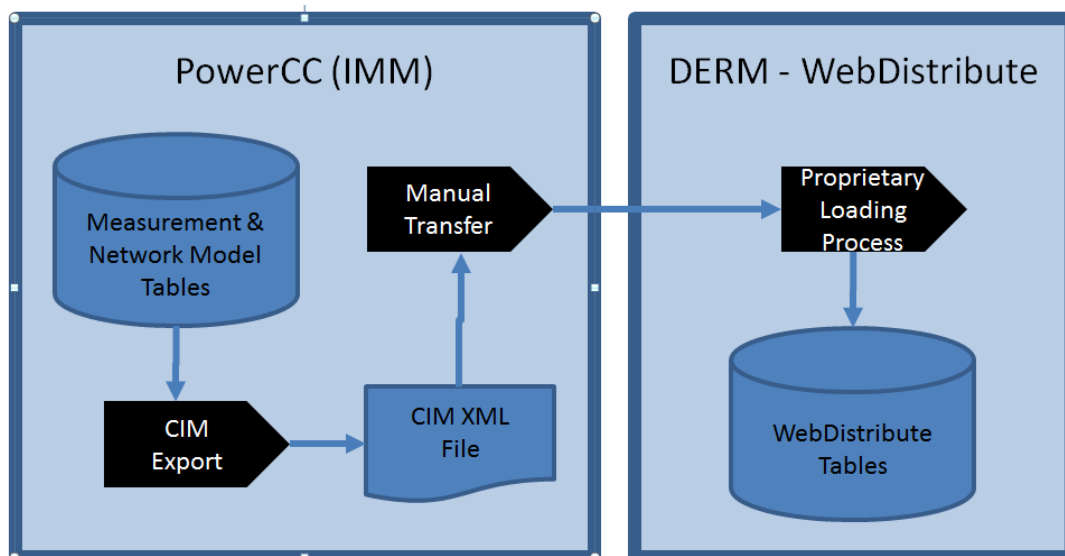 PowerCC (IMM)
Measurement &
Network Model
Tables
CIM
Export
CIM XML
File
Manual
Transfer
DERM - WebDistribute
Proprietary
Loading
Process
WebDistribute
Tables